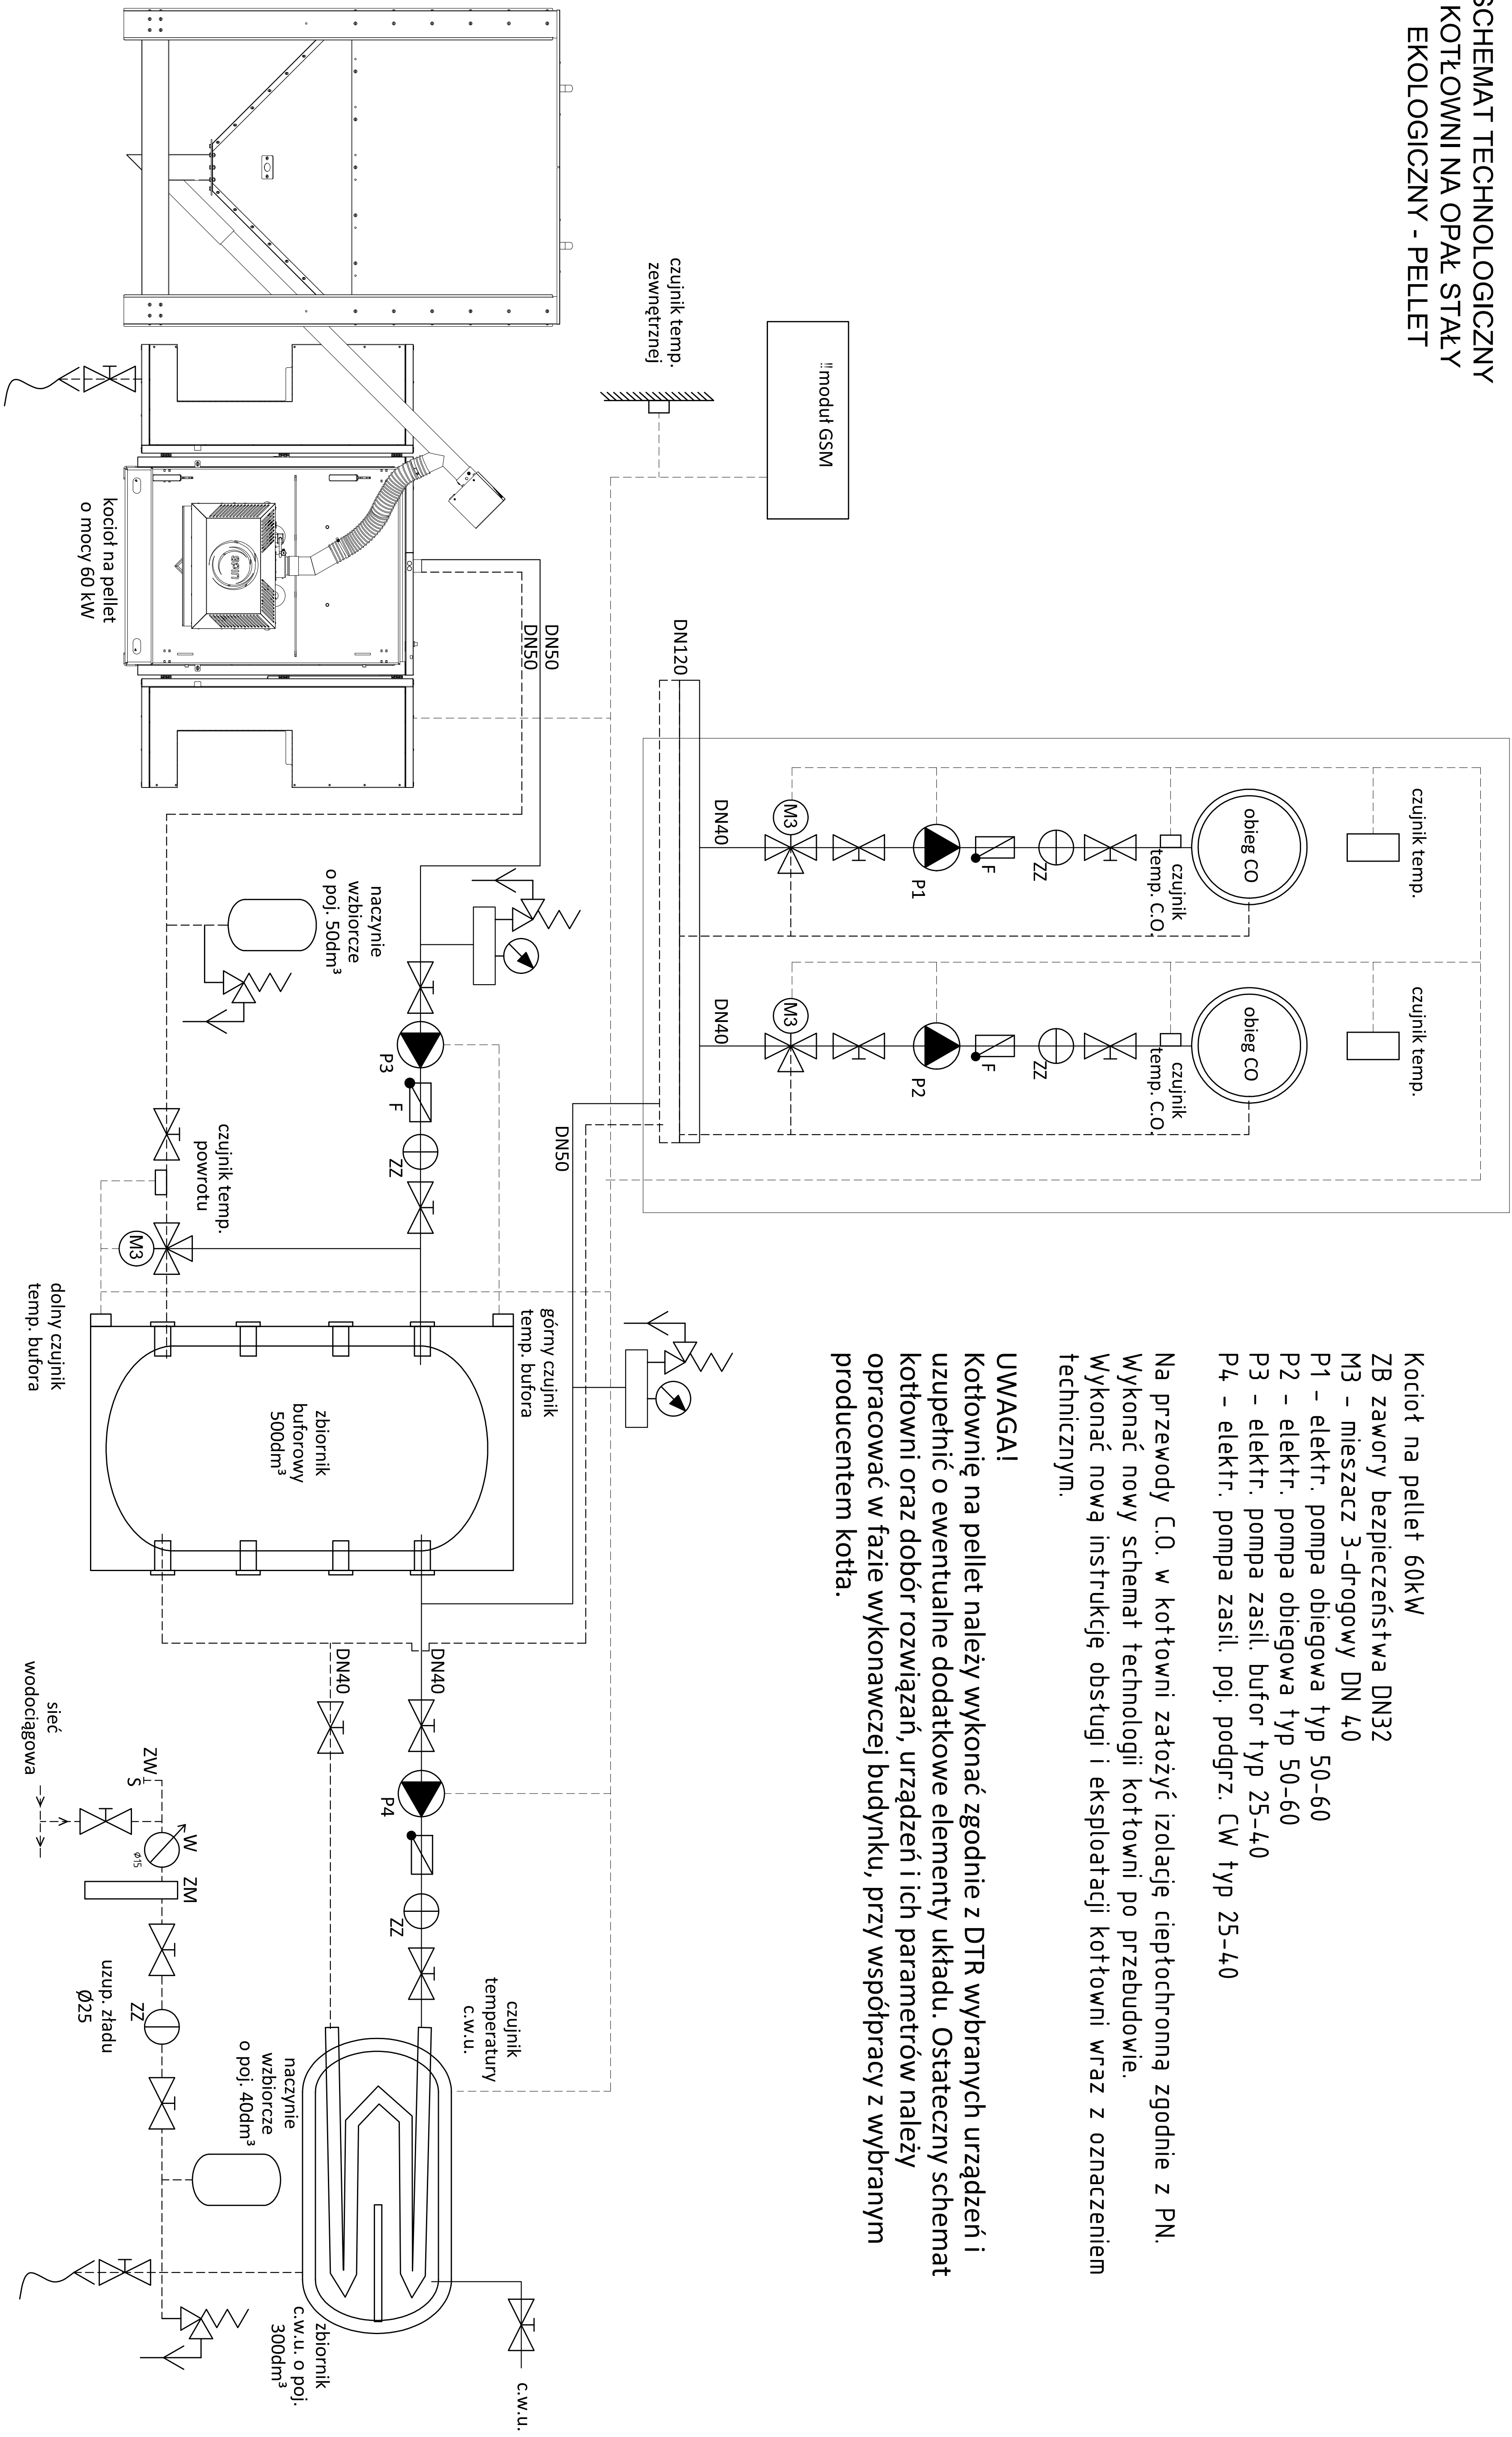 SCHEMAT TECHNOLOGICZNY
KOTŁOWNI NA OPAŁ STAŁY
EKOLOGICZNY - PELLET
Kocioł na pellet 60kW
ZB zawory bezpieczeństwa DN32
M3 - mieszacz 3-drogowy DN 40
P1 - elektr. pompa obiegowa typ 50-60
P2 - elektr. pompa obiegowa typ 50-60
P3 - elektr. pompa zasil. bufor typ 25-40
P4 - elektr. pompa zasil. poj. podgrz. CW typ 25-40
Na przewody C.O. w kotłowni założyć izolację ciepłochronną zgodnie z PN.
Wykonać nowy schemat technologii kotłowni po przebudowie.
Wykonać nową instrukcję obsługi i eksploatacji kotłowni wraz z oznaczeniem
technicznym.
UWAGA!
Kotłownię na pellet należy wykonać zgodnie z DTR wybranych urządzeń i
uzupełnić o ewentualne dodatkowe elementy układu. Ostateczny schemat
kotłowni oraz dobór rozwiązań, urządzeń i ich parametrów należy
opracować w fazie wykonawczej budynku, przy współpracy z wybranym
producentem kotła.
czujnik temp.
czujnik temp.
obieg CO
obieg CO
czujnik
temp. C.O.
czujnik
temp. C.O.
ZZ
ZZ
F
F
P1
P2
M3
M3
DN40
DN40
DN120
!!moduł GSM
czujnik temp.
zewnętrznej
DN50
DN50
DN50
kocioł na pellet
o mocy 60 kW
spin
naczynie
wzbiorcze
o poj. 50dm³
P3
F
ZZ
czujnik temp.
powrotu
M3
górny czujnik
temp. bufora
dolny czujnik
temp. bufora
zbiornik
buforowy
500dm³
DN40
DN40
P4
ZZ
czujnik
temperatury
c.w.u.
sieć
wodociągowa
ZW
S
W
Ø15
ZM
uzup. zładu
Ø25
ZZ
naczynie
wzbiorcze
o poj. 40dm³
zbiornik
c.w.u. o poj.
300dm³
c.w.u.